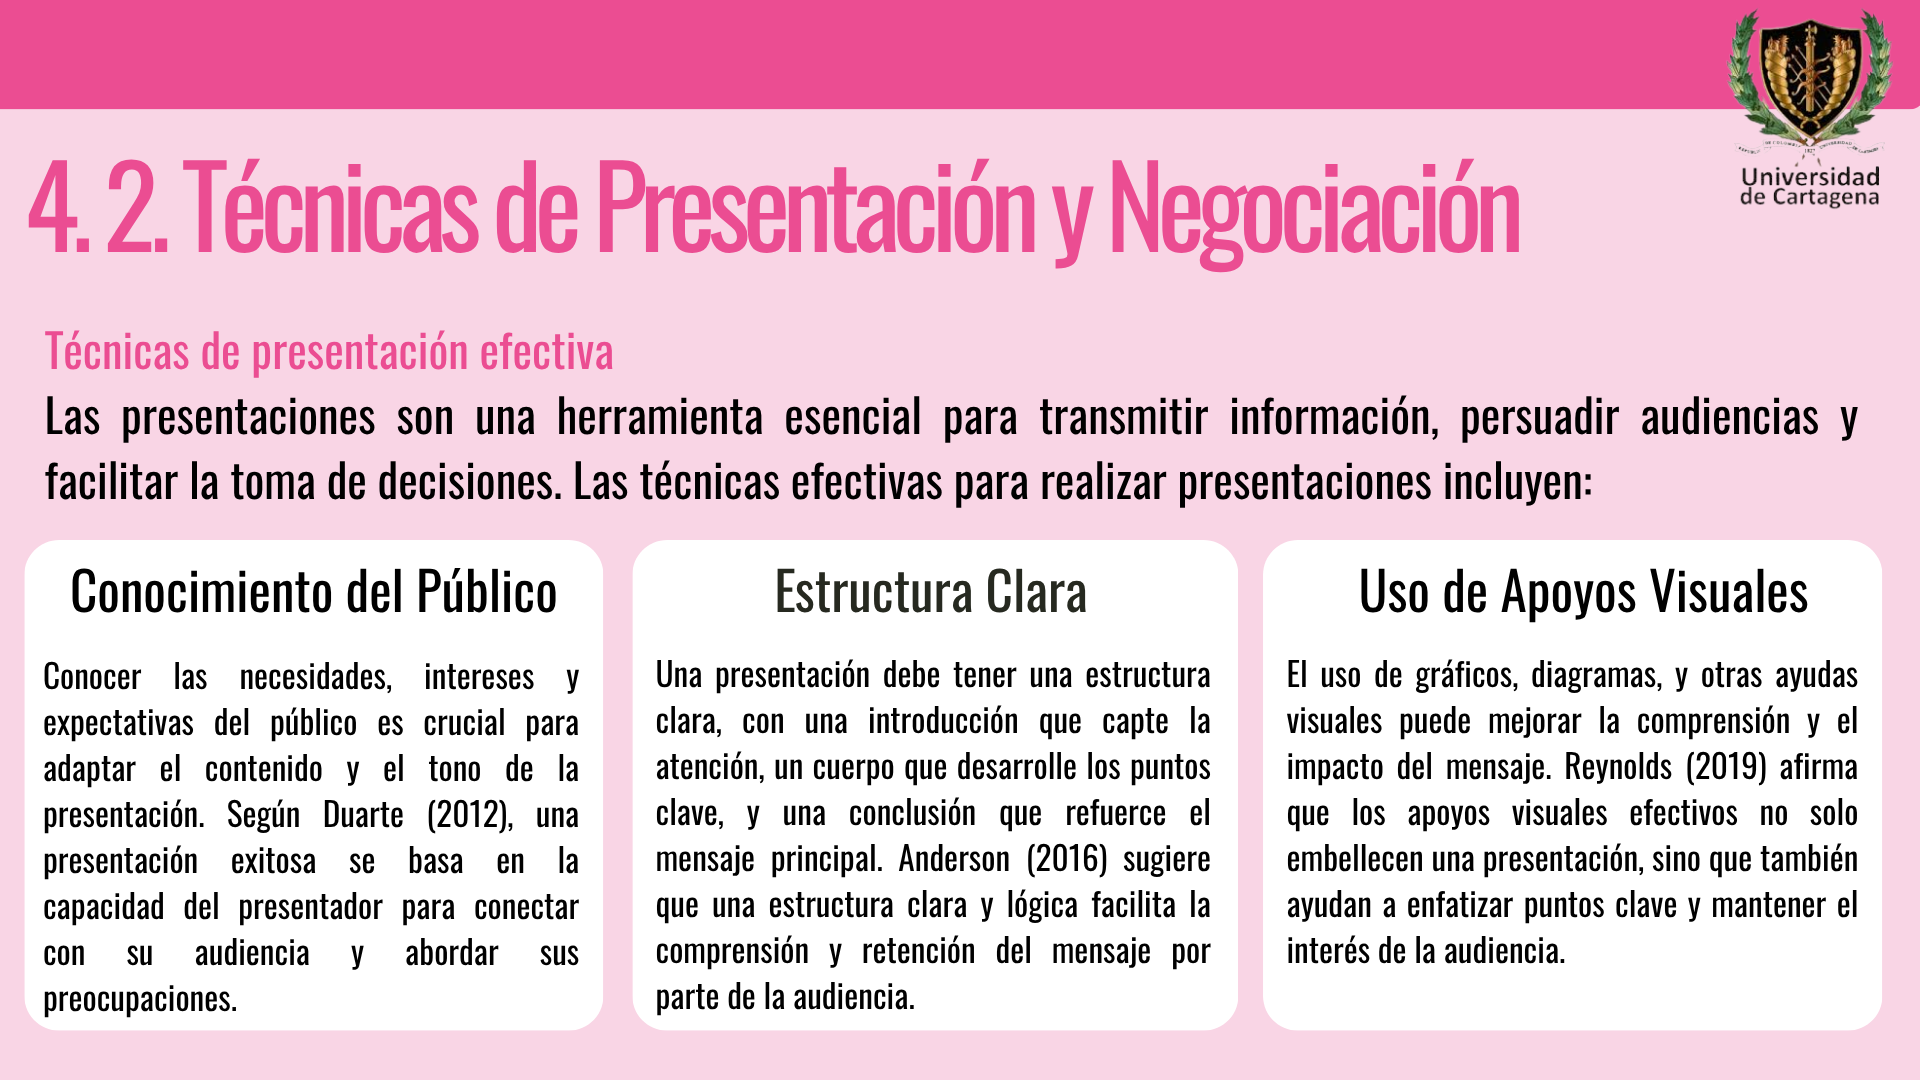 Universidad
de Cartagena
4. 2. Técnicas de Presentación y Negociación
Técnicas de presentación efectiva
Las presentaciones son una herramienta esencial para transmitir información, persuadir audiencias y
facilitar la toma de decisiones. Las técnicas efectivas para realizar presentaciones incluyen:
Conocimiento del Público
Conocer las necesidades, intereses y
expectativas del público es crucial para
adaptar el contenido y el tono de la
presentación. Según Duarte (2012), una
presentación exitosa se basa en la
capacidad del presentador para conectar
con su audiencia y abordar sus
preocupaciones.
Estructura Clara
Una presentación debe tener una estructura
clara, con una introducción que capte la
atención, un cuerpo que desarrolle los puntos
clave, y una conclusión que refuerce el
mensaje principal. Anderson (2016) sugiere
que una estructura clara y lógica facilita la
comprensión y retención del mensaje por
parte de la audiencia.
Uso de Apoyos Visuales
El uso de gráficos, diagramas, y otras ayudas
visuales puede mejorar la comprensión y el
impacto del mensaje. Reynolds (2019) afirma
que los apoyos visuales efectivos no solo
embellecen una presentación, sino que también
ayudan a enfatizar puntos clave y mantener el
interés de la audiencia.